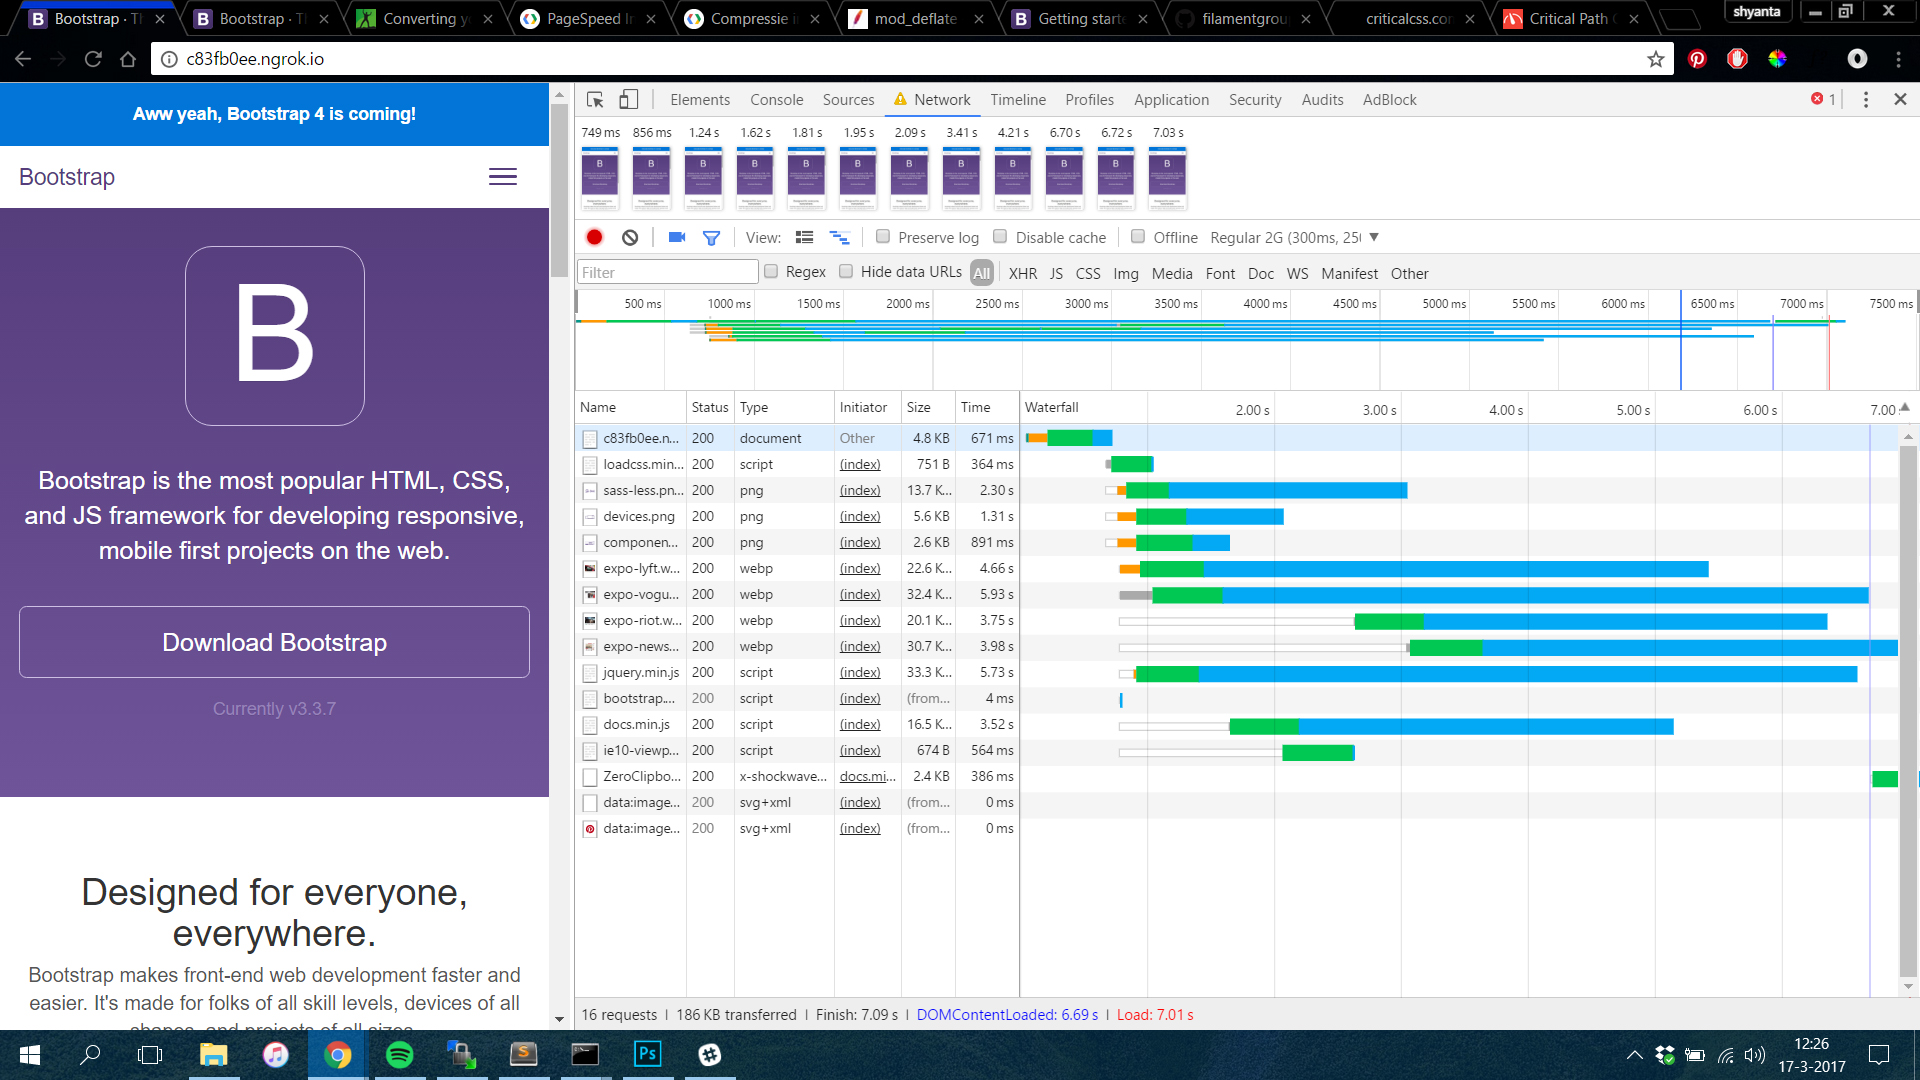 Bootstrap · Th
Bootstrap · Th
Converting yo
PageSpeed In
Compressie in
mod_deflate
Getting starte
filamentgrou
criticalcss.com
Critical Path C
shyanta
c83fb0ee.ngrok.io
Aww yeah, Bootstrap 4 is coming!
Bootstrap
B
Bootstrap is the most popular HTML, CSS,
and JS framework for developing responsive,
mobile first projects on the web.
Download Bootstrap
Currently v3.3.7
Designed for everyone,
everywhere.
Bootstrap makes front-end web development faster and
easier. It's made for folks of all skill levels, devices of all
shapes, and projects of all sizes.
Elements Console Sources Network Timeline Profiles Application Security Audits AdBlock
1
749 ms 856 ms 1.24 s 1.62 s 1.81 s 1.95 s 2.09 s 3.41 s 4.21 s 6.70 s 6.72 s 7.03 s
View: Preserve log Disable cache Offline Regular 2G (300ms, 25
Filter Regex Hide data URLs All XHR JS CSS Img Media Font Doc WS Manifest Other
500 ms 1000 ms 1500 ms 2000 ms 2500 ms 3000 ms 3500 ms 4000 ms 4500 ms 5000 ms 5500 ms 6000 ms 6500 ms 7000 ms 7500 ms
Name Status Type Initiator Size Time Waterfall 2.00 s 3.00 s 4.00 s 5.00 s 6.00 s 7.00
c83fb0ee.n... 200 document Other 4.8 KB 671 ms
loadcss.min... 200 script (index) 751 B 364 ms
sass-less.pn... 200 png (index) 13.7 K... 2.30 s
devices.png 200 png (index) 5.6 KB 1.31 s
componen... 200 png (index) 2.6 KB 891 ms
expo-lyft.w... 200 webp (index) 22.6 K... 4.66 s
expo-vogu... 200 webp (index) 32.4 K... 5.93 s
expo-riot.w... 200 webp (index) 20.1 K... 3.75 s
expo-news... 200 webp (index) 30.7 K... 3.98 s
jquery.min.js 200 script (index) 33.3 K... 5.73 s
bootstrap.... 200 script (index) (from... 4 ms
docs.min.js 200 script (index) 16.5 K... 3.52 s
ie10-viewp... 200 script (index) 674 B 564 ms
ZeroClipbo... 200 x-shockwave... docs.mi... 2.4 KB 386 ms
data:image... 200 svg+xml (index) (from... 0 ms
data:image... 200 svg+xml (index) (from... 0 ms
16 requests | 186 KB transferred | Finish: 7.09 s | DOMContentLoaded: 6.69 s | Load: 7.01 s
Ps
12:26
17-3-2017